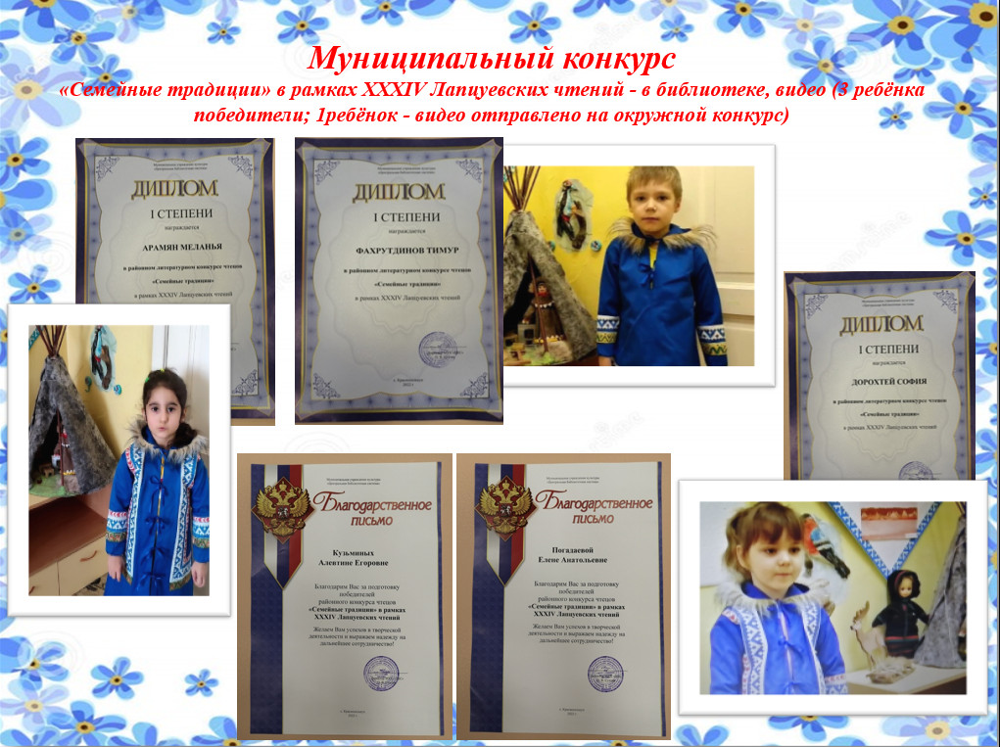 Муниципальный конкурс
«Семейные традиции» в рамках XXXIV Лапцуевских чтений - в библиотеке, видео (3 ребёнка
победители; 1ребёнок - видео отправлено на окружной конкурс)
ДИПЛОМ
I СТЕПЕНИ
награждается
АРАМЯН МЕЛАНЬЯ
в районном литературном конкурсе чтецов
«Семейные традиции»
в рамках XXXIV Лапцуевских чтений
Муниципальное учреждение культуры
ДИПЛОМ
I СТЕПЕНИ
награждается
ФАХРУТДИНОВ ТИМУР
в районном литературном конкурсе чтецов
«Семейные традиции»
в рамках XXXIV Лапцуевских чтений
ДИПЛОМ
I СТЕПЕНИ
награждается
ДОРОХТЕЙ СОФИЯ
в районном литературном конкурсе чтецов
«Семейные традиции»
в рамках XXXIV Лапцуевских чтений
Благодарственное
письмо
Кузьминых
Алевтине Егоровне
Благодарим Вас за подготовку
победителей
районного конкурса чтецов
«Семейные традиции» в рамках
XXXIV Лапцуевских чтений
Желаем Вам успехов в творческой
деятельности и выражаем надежду на
дальнейшее сотрудничество!
Благодарственное
письмо
Погадаевой
Елене Анатольевне
Благодарим Вас за подготовку
победителей
районного конкурса чтецов
«Семейные традиции» в рамках
XXXIV Лапцуевских чтений
Желаем Вам успехов в творческой
деятельности и выражаем надежду на
дальнейшее сотрудничество!